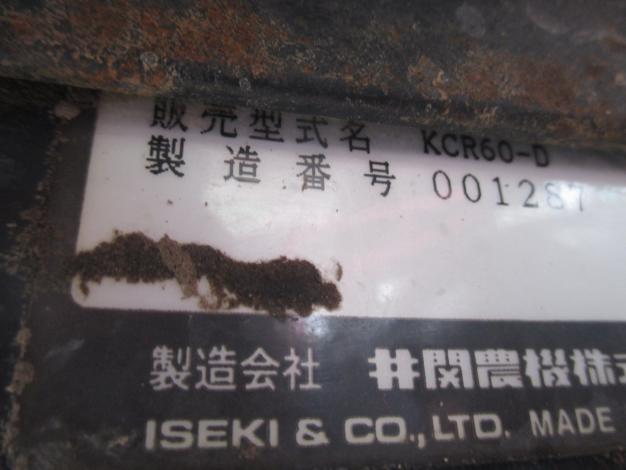 販売型式名 KCR60-D
製造番号 001287
製造会社 井関農機株式
ISEKI & CO., LTD. MADE